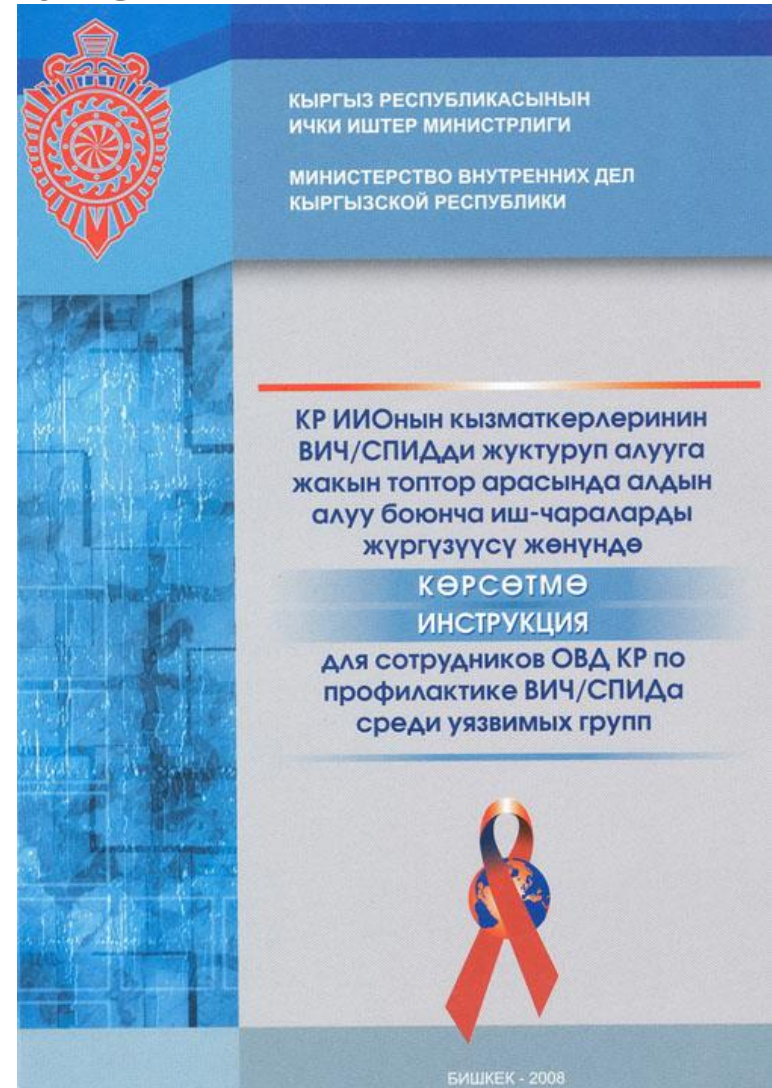 КЫРГЫЗ РЕСПУБЛИКАСЫНЫН
ИЧКИ ИШТЕР МИНИСТРЛИГИ
МИНИСТЕРСТВО ВНУТРЕННИХ ДЕЛ
КЫРГЫЗСКОЙ РЕСПУБЛИКИ
КР ИИОнын кызматкерлеринин
ВИЧ/СПИДди жуктуруп алууга
жакын топтор арасында алдын
алуу боюнча иш-чараларды
жүргүзүүсү жөнүндө
КӨРСӨТМӨ
ИНСТРУКЦИЯ
для сотрудников ОВД КР по
профилактике ВИЧ/СПИДа
среди уязвимых групп
БИШКЕК - 2008